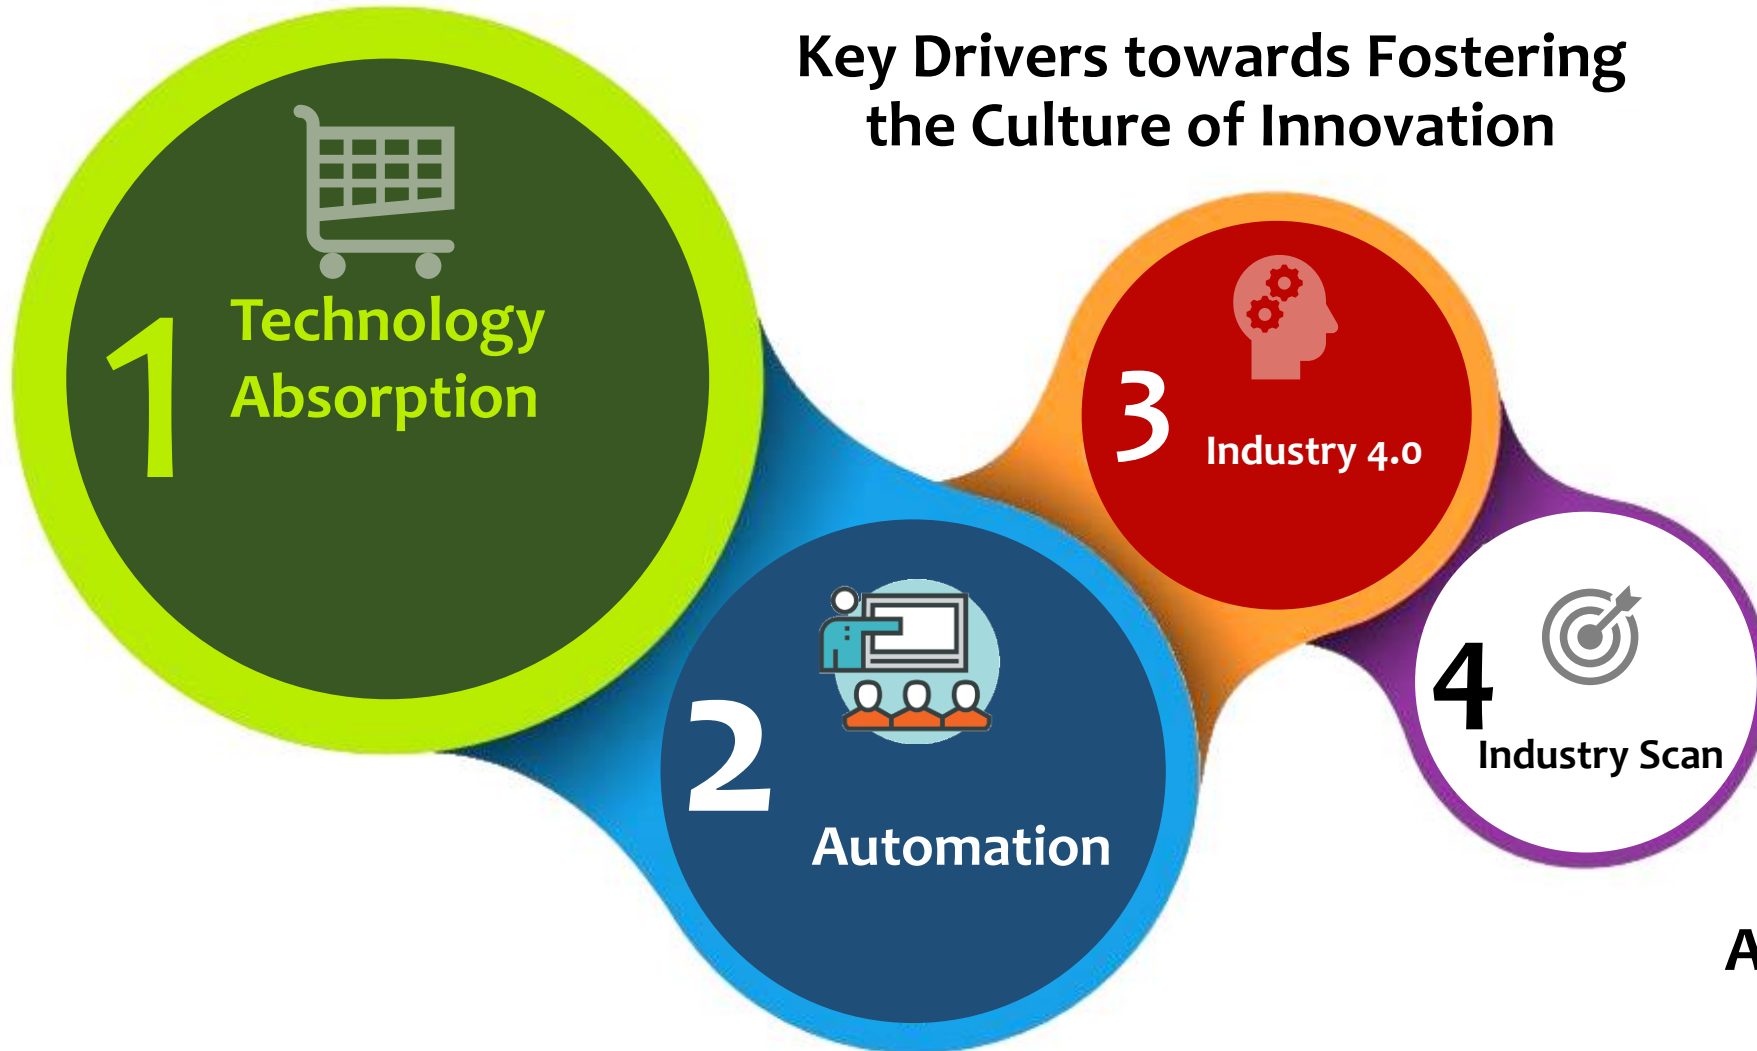 Key Drivers towards Fostering
the Culture of Innovation
1
Technology
Absorption
2
Automation
3
Industry 4.0
4
Industry Scan
A